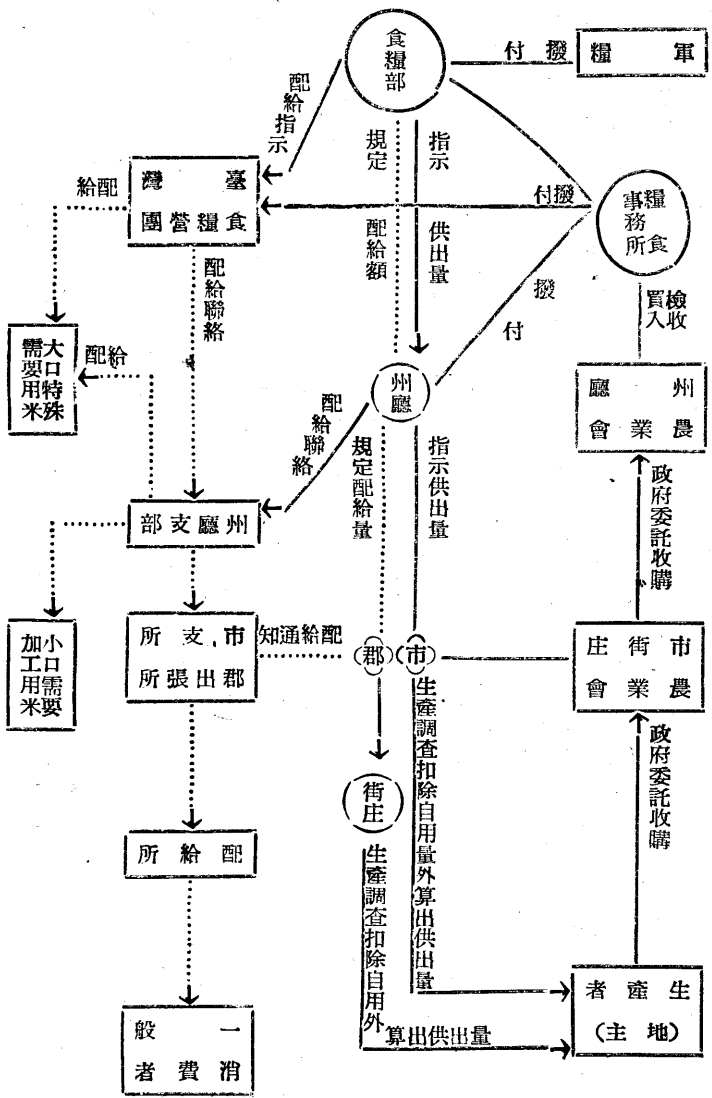 食糧部
撥付
軍糧
配給指示
規定
指示
糧食
事務所
臺灣
食糧營團
配給
撥付
配給額
供出量
檢收
買入
撥付
配給聯絡
大口特殊
需要用米
配給
州廳
州廳
農業會
配給聯絡
規定配給量
指示供出量
政府委託收購
州廳支部
小口需要
加工用米
市支所
郡出張所
配給通知
(郡)
(市)
市街庄
農業會
生產調查扣除自用量外算出供出量
政府委託收購
街庄
生產調查扣除自用外
算出供出量
配給所
生產者
(地主)
一般
消費者